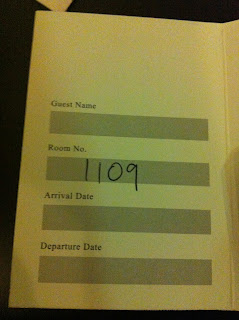 Guest Name
Room No.
1109
Arrival Date
Departure Date